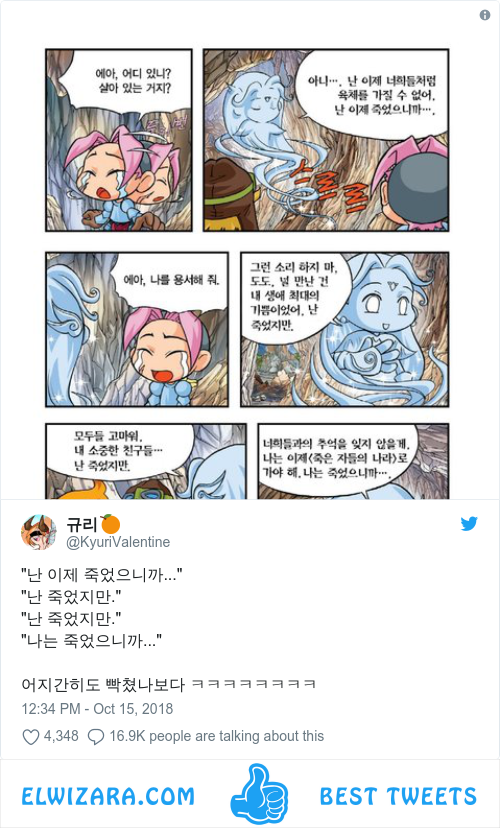 에아, 어디 있니?
살아 있는 거지?
아니…. 난 이제 너희들처럼
육체를 가질 수 없어.
난 이제 죽었으니까….
스르르르
에아, 나를 용서해 줘.
그런 소리 하지 마,
도도. 널 만난 건
내 생애 최대의
기쁨이었어. 난
죽었지만.
모두들 고마워.
내 소중한 친구들…
난 죽었지만.
너희들과의 추억을 잊지 않을게.
나는 이제〈죽은 자들의 나라〉로
가야 해. 나는 죽었으니까….
규리🍊
@KyuriValentine
"난 이제 죽었으니까..."
"난 죽었지만."
"난 죽었지만."
"나는 죽었으니까..."
어지간히도 빡쳤나보다 ㅋㅋㅋㅋㅋㅋㅋㅋ
12:34 PM - Oct 15, 2018
4,348 16.9K people are talking about this
ELWIZARA.COM BEST TWEETS